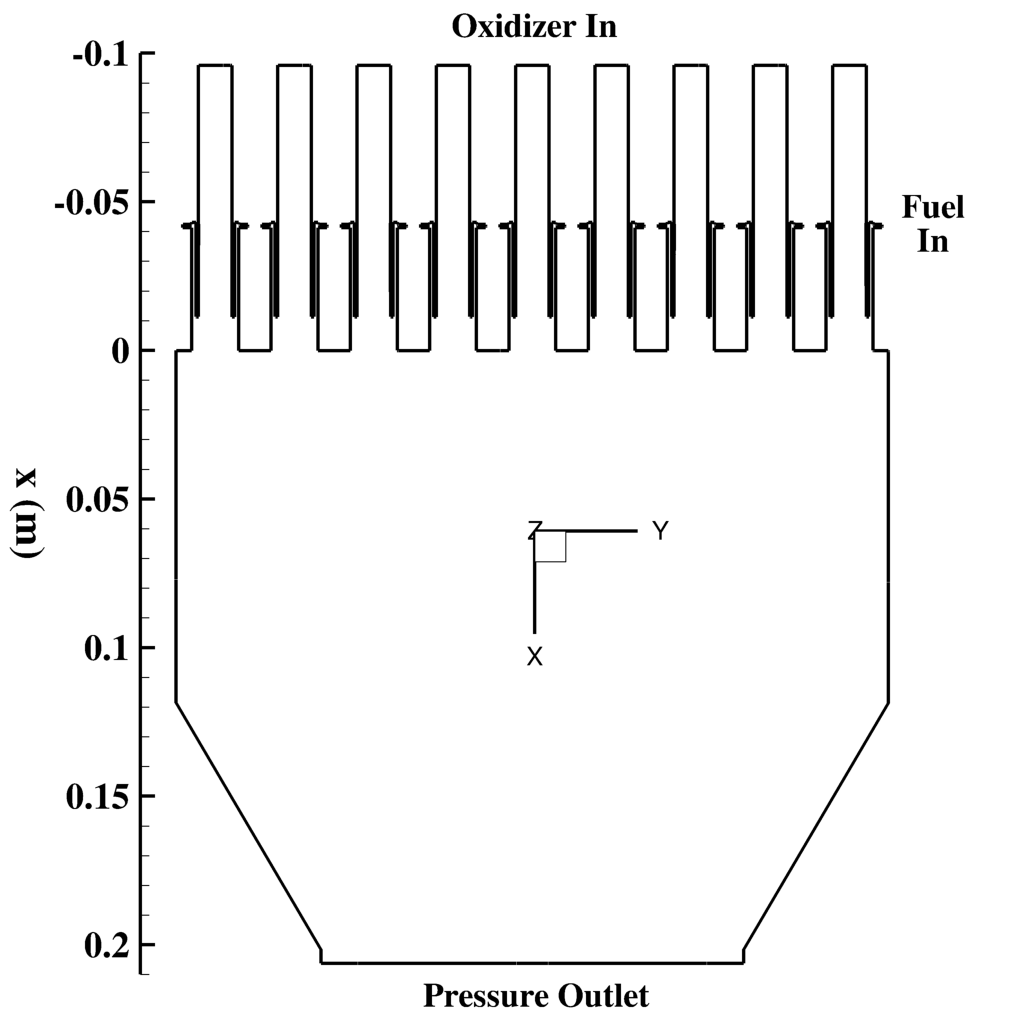 Oxidizer In
-0.1
-0.05
Fuel
In
0
x (m)
0.05
Z
Y
0.1
X
0.15
0.2
Pressure Outlet